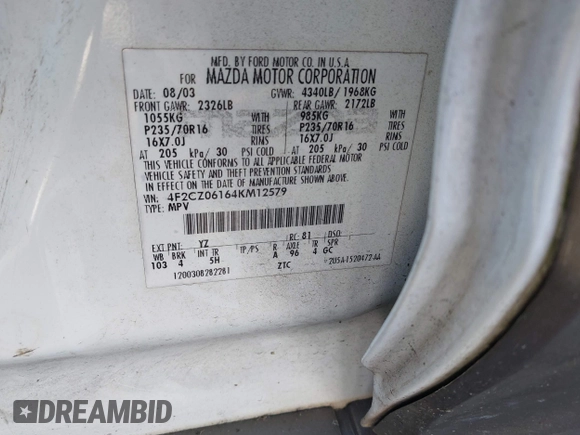 MFD. BY FORD MOTOR CO. IN U.S.A.
FOR MAZDA MOTOR CORPORATION
DATE: 08/03 GVWR: 4340LB/ 1968KG
FRONT GAWR: 2326LB REAR GAWR: 2172LB
1055KG WITH 985KG WITH
P235/70R16 TIRES P235/70R16 TIRES
16X7.0J RIMS 16X7.0J RIMS
AT 205 kPa/ 30 PSI COLD AT 205 kPa/ 30 PSI COLD
THIS VEHICLE CONFORMS TO ALL APPLICABLE FEDERAL MOTOR
VEHICLE SAFETY AND THEFT PREVENTION STANDARDS
IN EFFECT ON THE DATE OF MANUFACTURE SHOWN ABOVE.
VIN: 4F2CZ06164KM12579
TYPE: MPV
EXT PNT: YZ RC: 81 DSO:
WB BRK INT TR TP/PS R AXLE TR SPR
103 4 5H A 96 4 GC
1200308282281 ZTC
DREAMBID